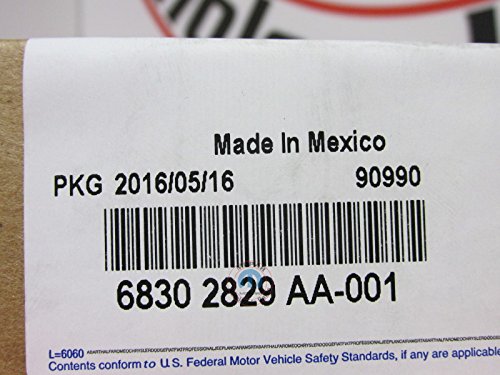 Made In Mexico
PKG 2016/05/16 90990
6830 2829 AA-001
L=6060
Contents conform to U.S. Federal Motor Vehicle Safety Standards, if any are applicabl